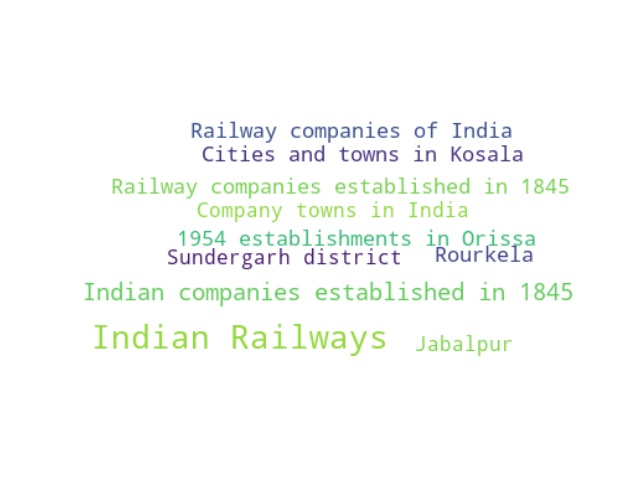 Railway companies of India
Cities and towns in Kosala
Railway companies established in 1845
Company towns in India
1954 establishments in Orissa
Sundergarh district Rourkela
Indian companies established in 1845
Indian Railways Jabalpur